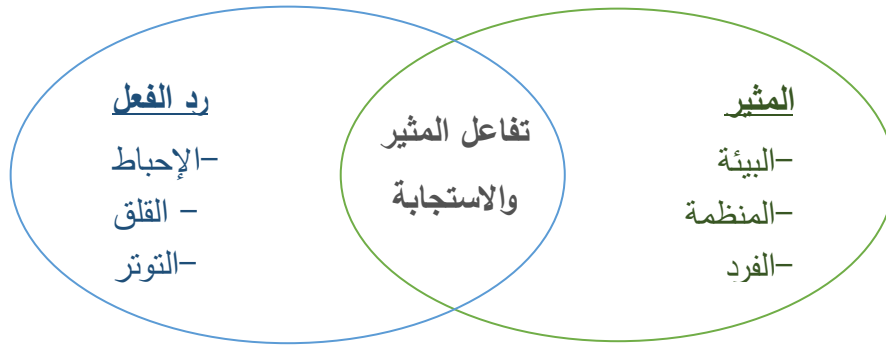 المثير
-البيئة
-المنظمة
-الفرد
تفاعل المثير
والاستجابة
رد الفعل
-الإحباط
- القلق
-التوتر